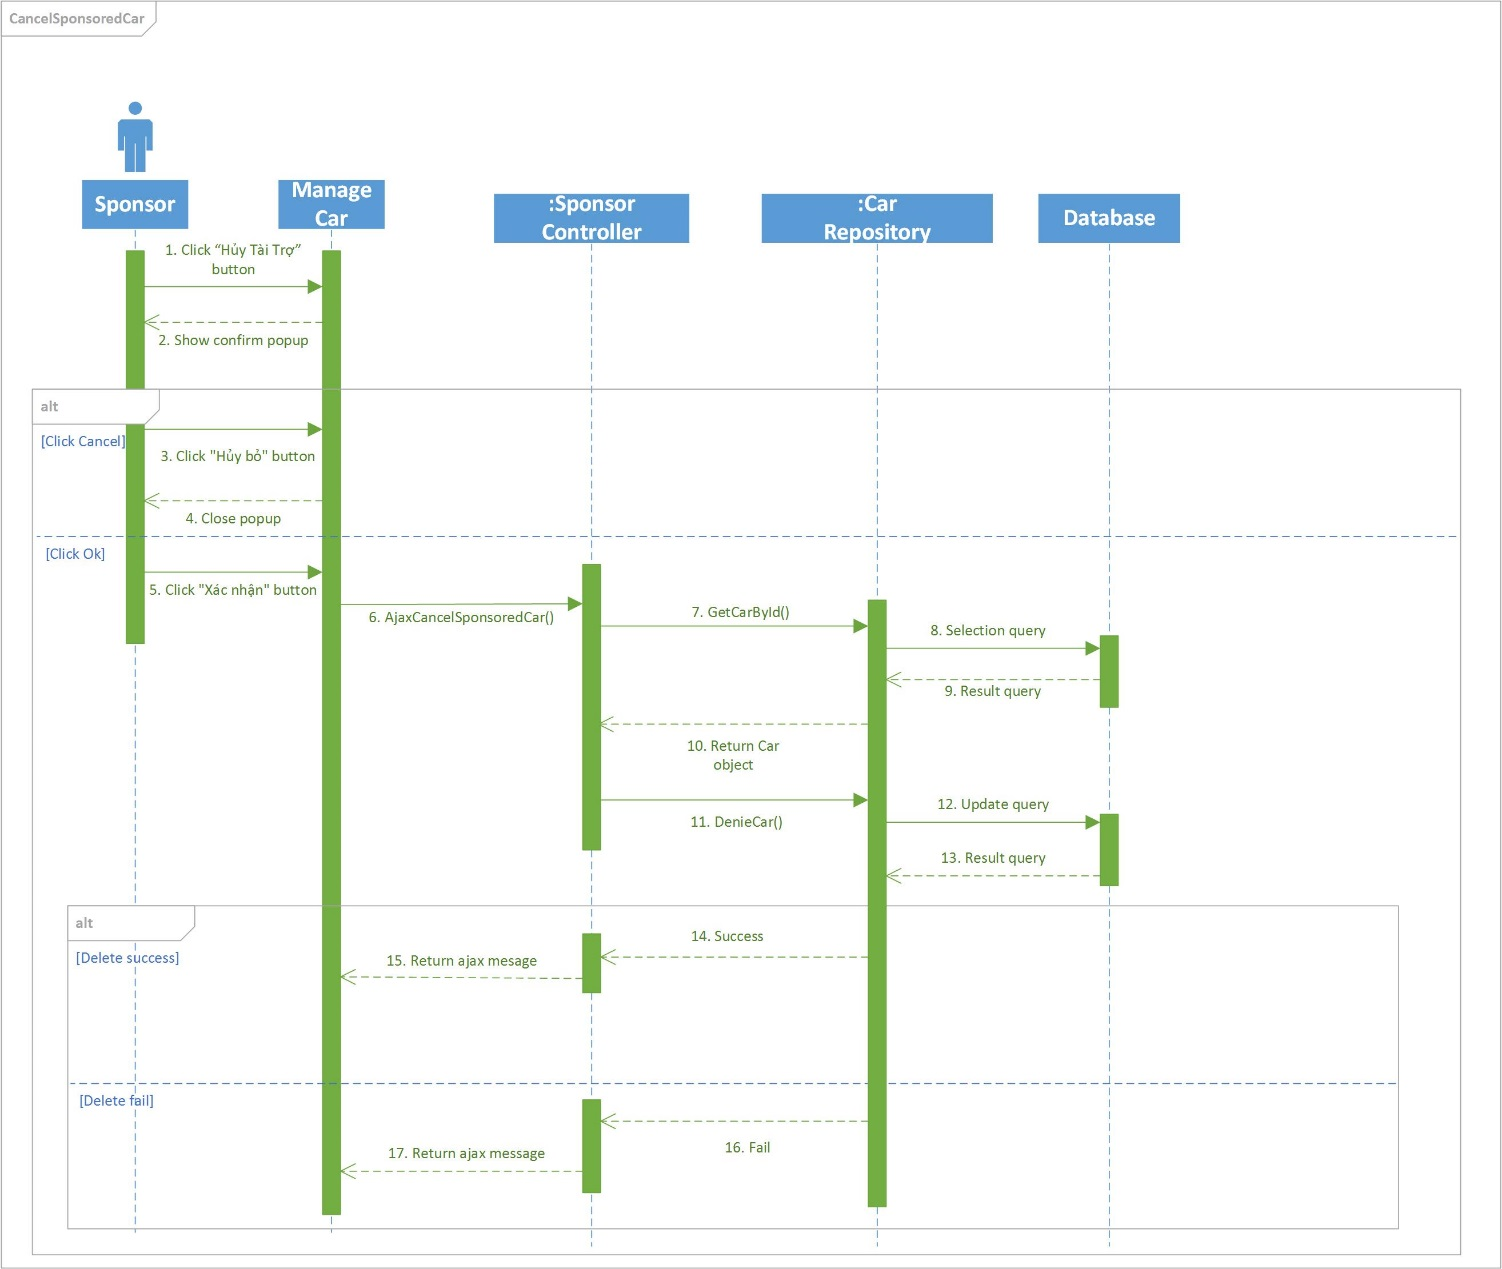 CancelSponsoredCar
Sponsor
Manage
Car
:Sponsor
Controller
:Car
Repository
Database
1. Click “Hủy Tài Trợ”
button
2. Show confirm popup
alt
[Click Cancel]
3. Click "Hủy bỏ" button
4. Close popup
[Click Ok]
5. Click "Xác nhận" button
6. AjaxCancelSponsoredCar()
7. GetCarById()
8. Selection query
9. Result query
10. Return Car
object
11. DenieCar()
12. Update query
13. Result query
alt
[Delete success]
14. Success
15. Return ajax mesage
[Delete fail]
16. Fail
17. Return ajax message